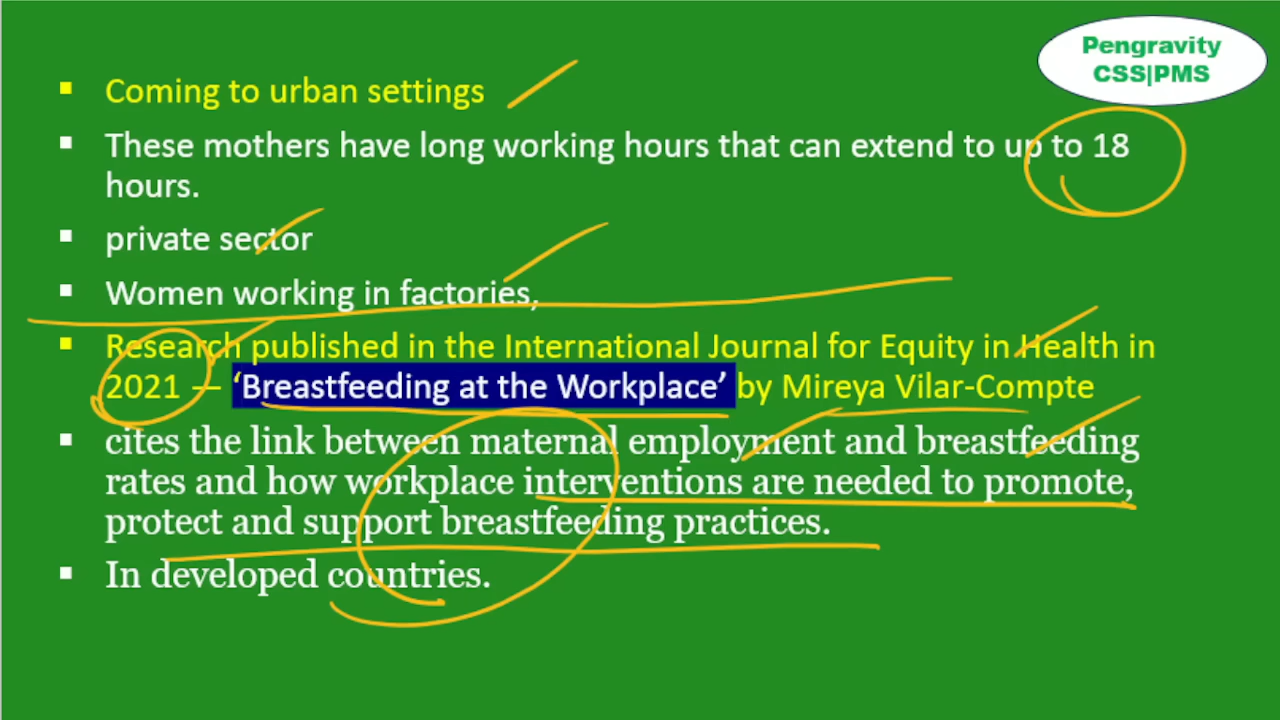 Pengravity
CSS|PMS
Coming to urban settings
These mothers have long working hours that can extend to up to 18
hours.
private sector
Women working in factories,
Research published in the International Journal for Equity in Health in
2021 — ‘Breastfeeding at the Workplace’ by Mireya Vilar-Compte
cites the link between maternal employment and breastfeeding
rates and how workplace interventions are needed to promote,
protect and support breastfeeding practices.
In developed countries.